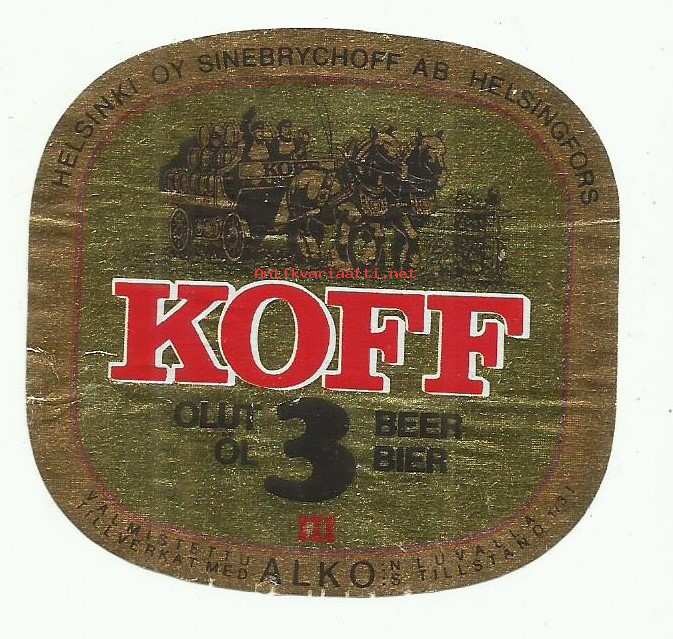 HELSINKI OY SINEBRYCHOFF AB HELSINGFORS
KOFF
Antikvariaatti.net
KOFF
OLUT 3 BEER
ÖL BIER
III
VALMISTETTU ALKO:N LUVALLA
TILLVERKAT MED ALKO:S TILLSTÅND